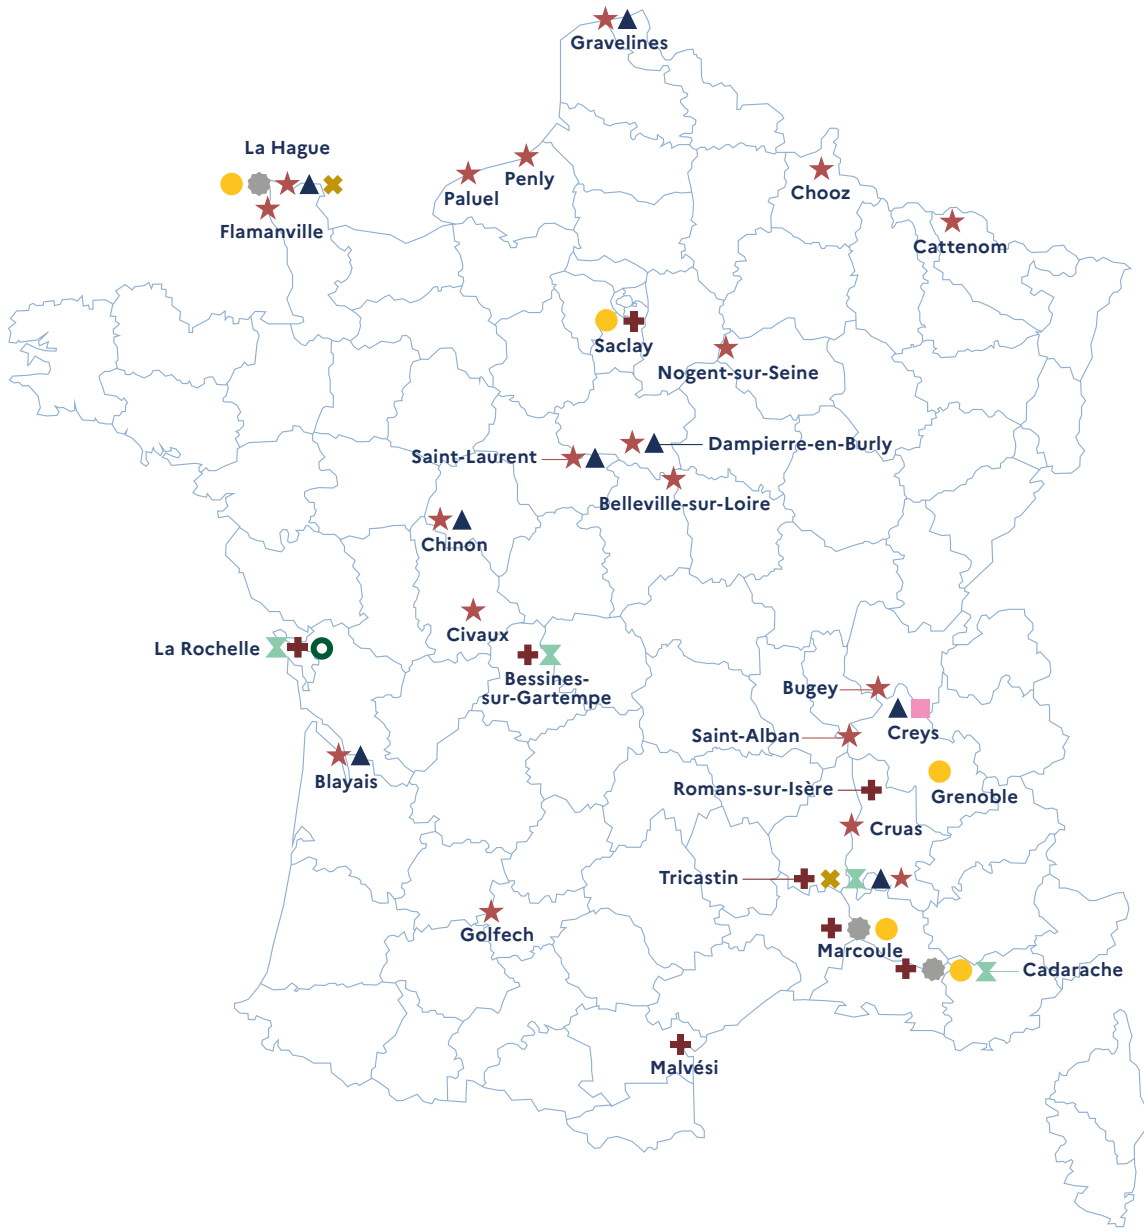 Gravelines
La Hague
Penly
Chooz
Paluel
Flamanville
Cattenom
Saclay
Nogent-sur-Seine
Dampierre-en-Burly
Saint-Laurent
Belleville-sur-Loire
Chinon
Civaux
La Rochelle
Bessines-
sur-Gartempe
Bugey
Creys
Saint-Alban
Blayais
Romans-sur-Isère
Grenoble
Cruas
Tricastin
Golfech
Marcoule
Cadarache
Malvési